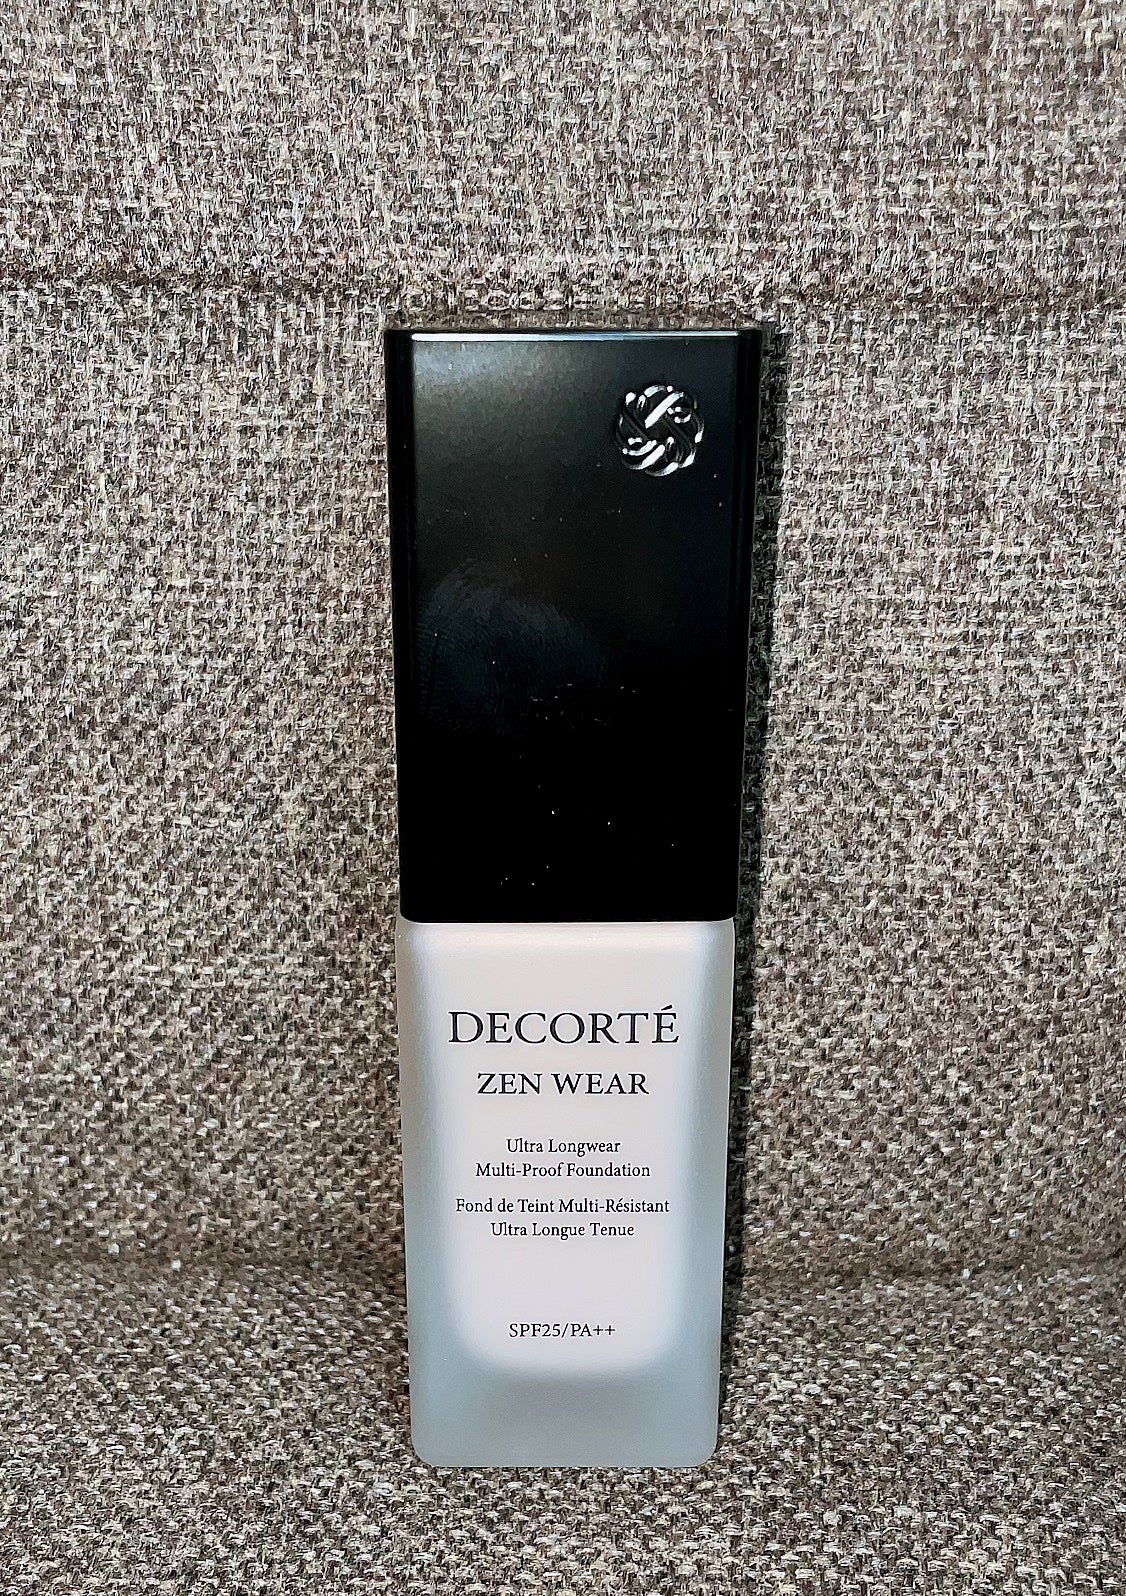 DECORTÉ
ZEN WEAR
Ultra Longwear
Multi-Proof Foundation
Fond de Teint Multi-Résistant
Ultra Longue Tenue
SPF25/PA++